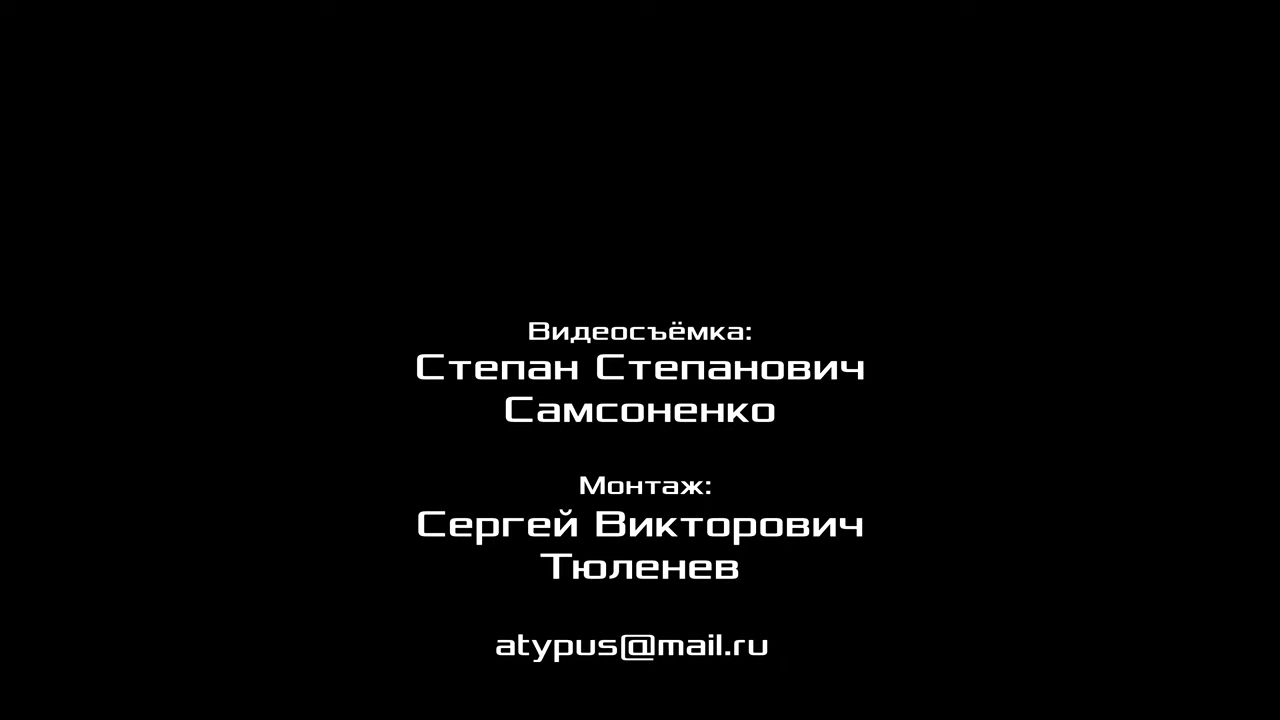 Видеосъёмка:
Степан Степанович
Самсоненко
Монтаж:
Сергей Викторович
Тюленев
atypus@mail.ru